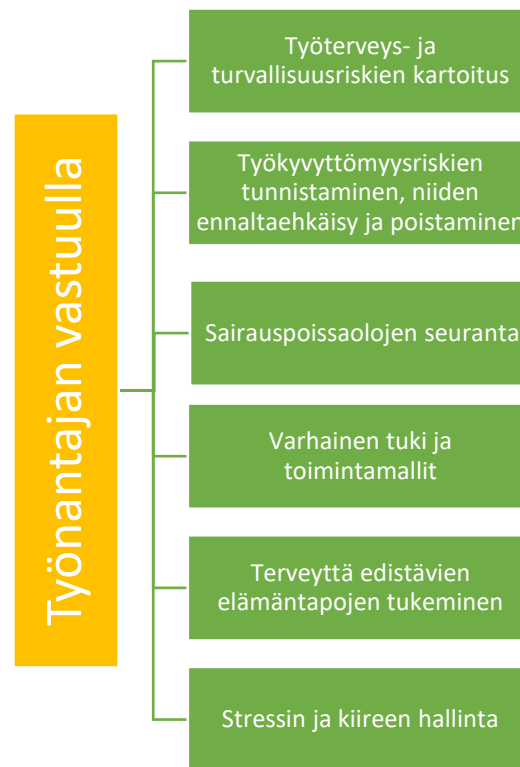 Työnantajan vastuulla
Työterveys- ja
turvallisuusriskien kartoitus
Työkyvyttömyysriskien
tunnistaminen, niiden
ennaltaehkäisy ja poistaminen
Sairauspoissaolojen seuranta
Varhainen tuki ja
toimintamallit
Terveyttä edistävien
elämäntapojen tukeminen
Stressin ja kiireen hallinta